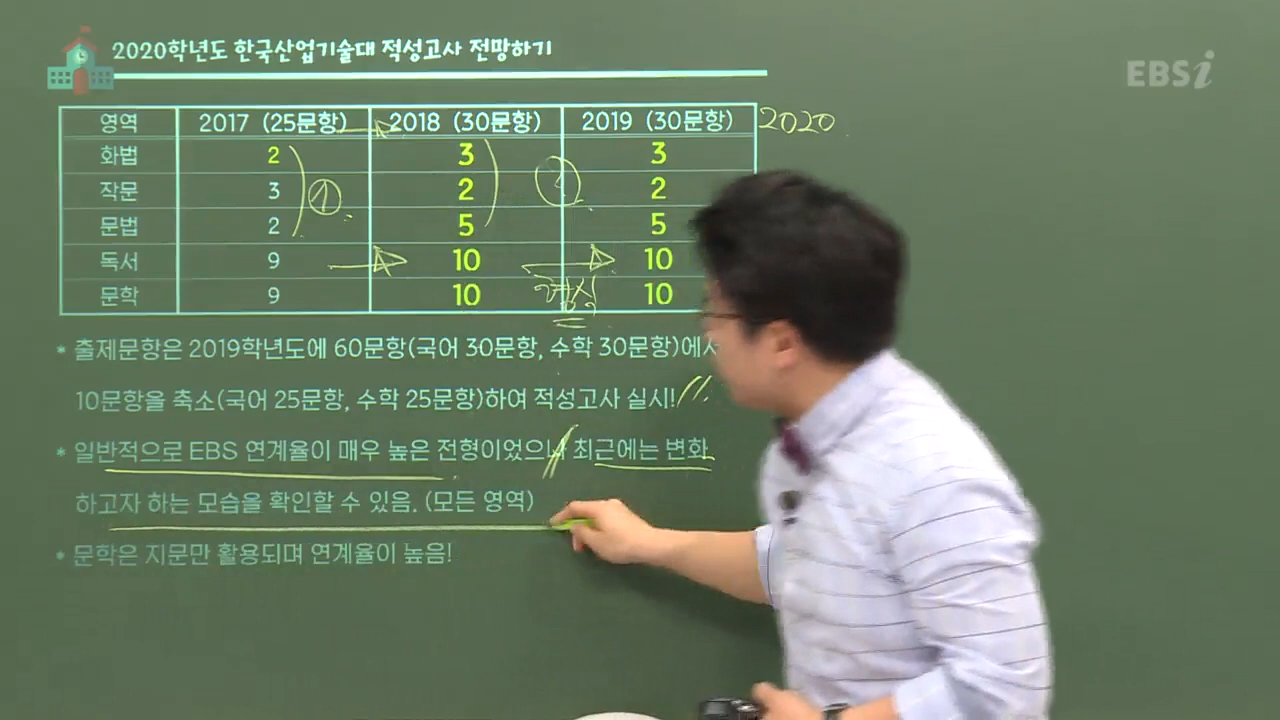 2020학년도 한국산업기술대 적성고사 전망하기
EBSi
영역 2017 (25문항) 2018 (30문항) 2019 (30문항) 2020
화법 2 3 3
작문 3 2 2
문법 2 5 5
독서 9 10 10
문학 9 10 10
①
* 출제문항은 2019학년도에 60문항(국어 30문항, 수학 30문항)에서
10문항을 축소(국어 25문항, 수학 25문항)하여 적성고사 실시!
* 일반적으로 EBS 연계율이 매우 높은 전형이었으나 최근에는 변화
하고자 하는 모습을 확인할 수 있음. (모든 영역)
* 문학은 지문만 활용되며 연계율이 높음!